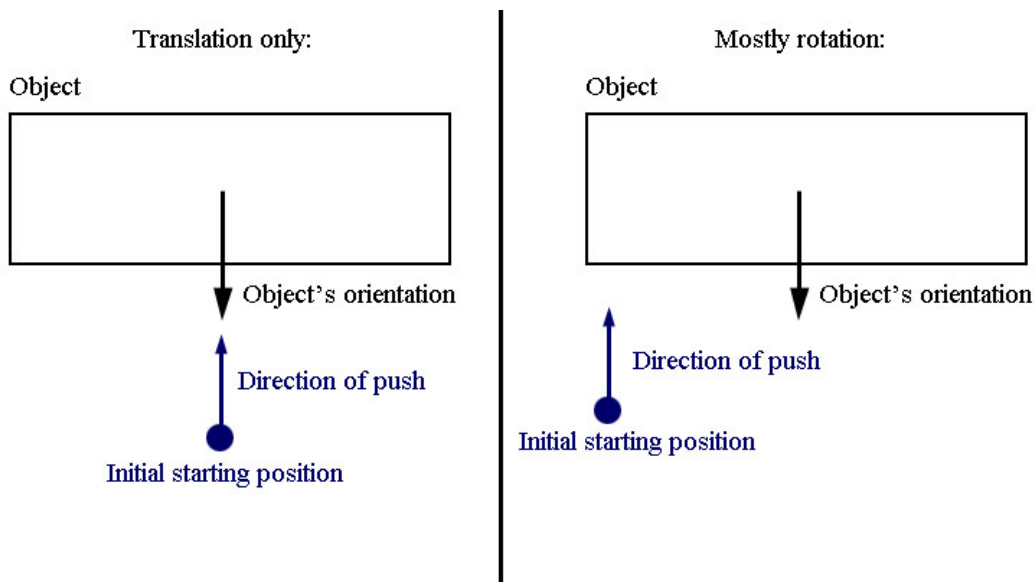 Translation only:
Object
Object's orientation
Direction of push
Initial starting position
Mostly rotation:
Object
Object's orientation
Direction of push
Initial starting position